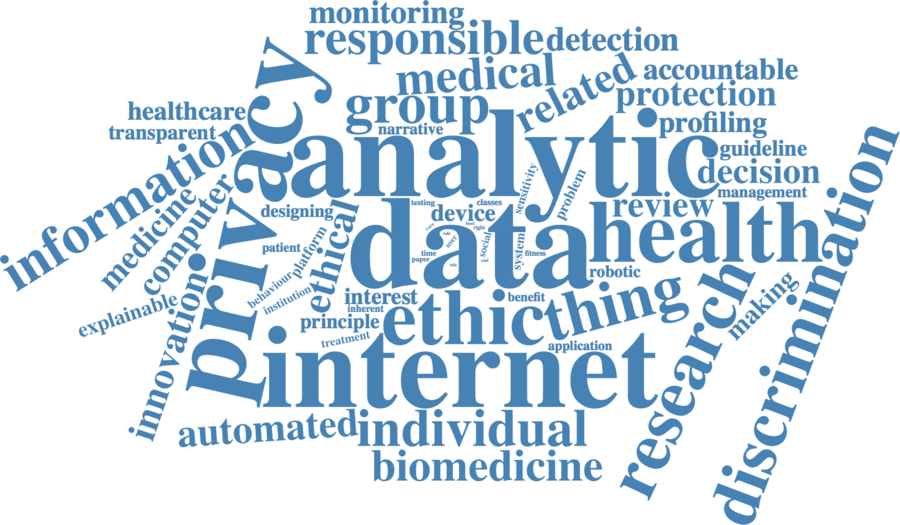 monitoring
responsible
detection
medical
related
accountable
group
protection
healthcare
transparent
narrative
profiling
privacy
analytic
guideline
information
decision
management
medicine
computer
sensitivity
problem
testing
classes
designing
device
review
discrimination
data
health
social
system
patient
platform
ethical
time
paper
fitness
robotic
behaviour
institution
interest
inherent
benefit
thing
research
making
explainable
innovation
principle
ethic
treatment
application
internet
automated
individual
biomedicine